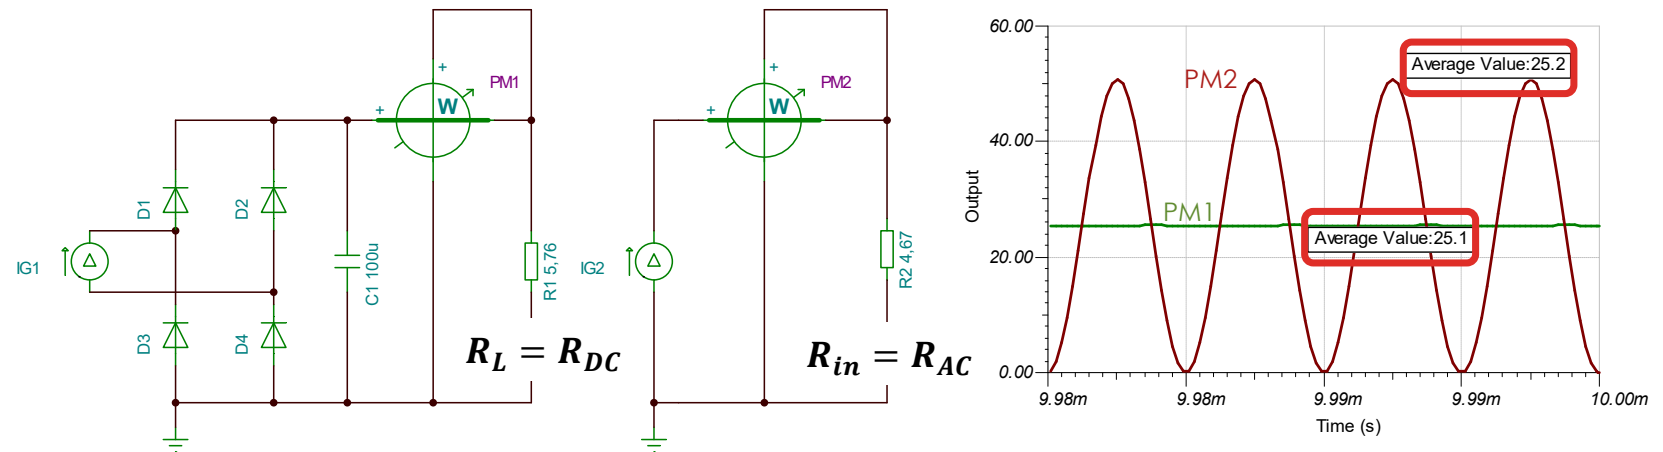 +
PM1
+
W
D1
D2
IG1
C1 100u
R1 5,76
D3
D4
R_L = R_DC
+
PM2
+
W
IG2
R2 4,67
R_in = R_AC
60.00
Average Value:25.2
PM2
40.00
Output
PM1
Average Value:25.1
20.00
0.00
9.98m
9.98m
9.99m
9.99m
10.00m
Time (s)